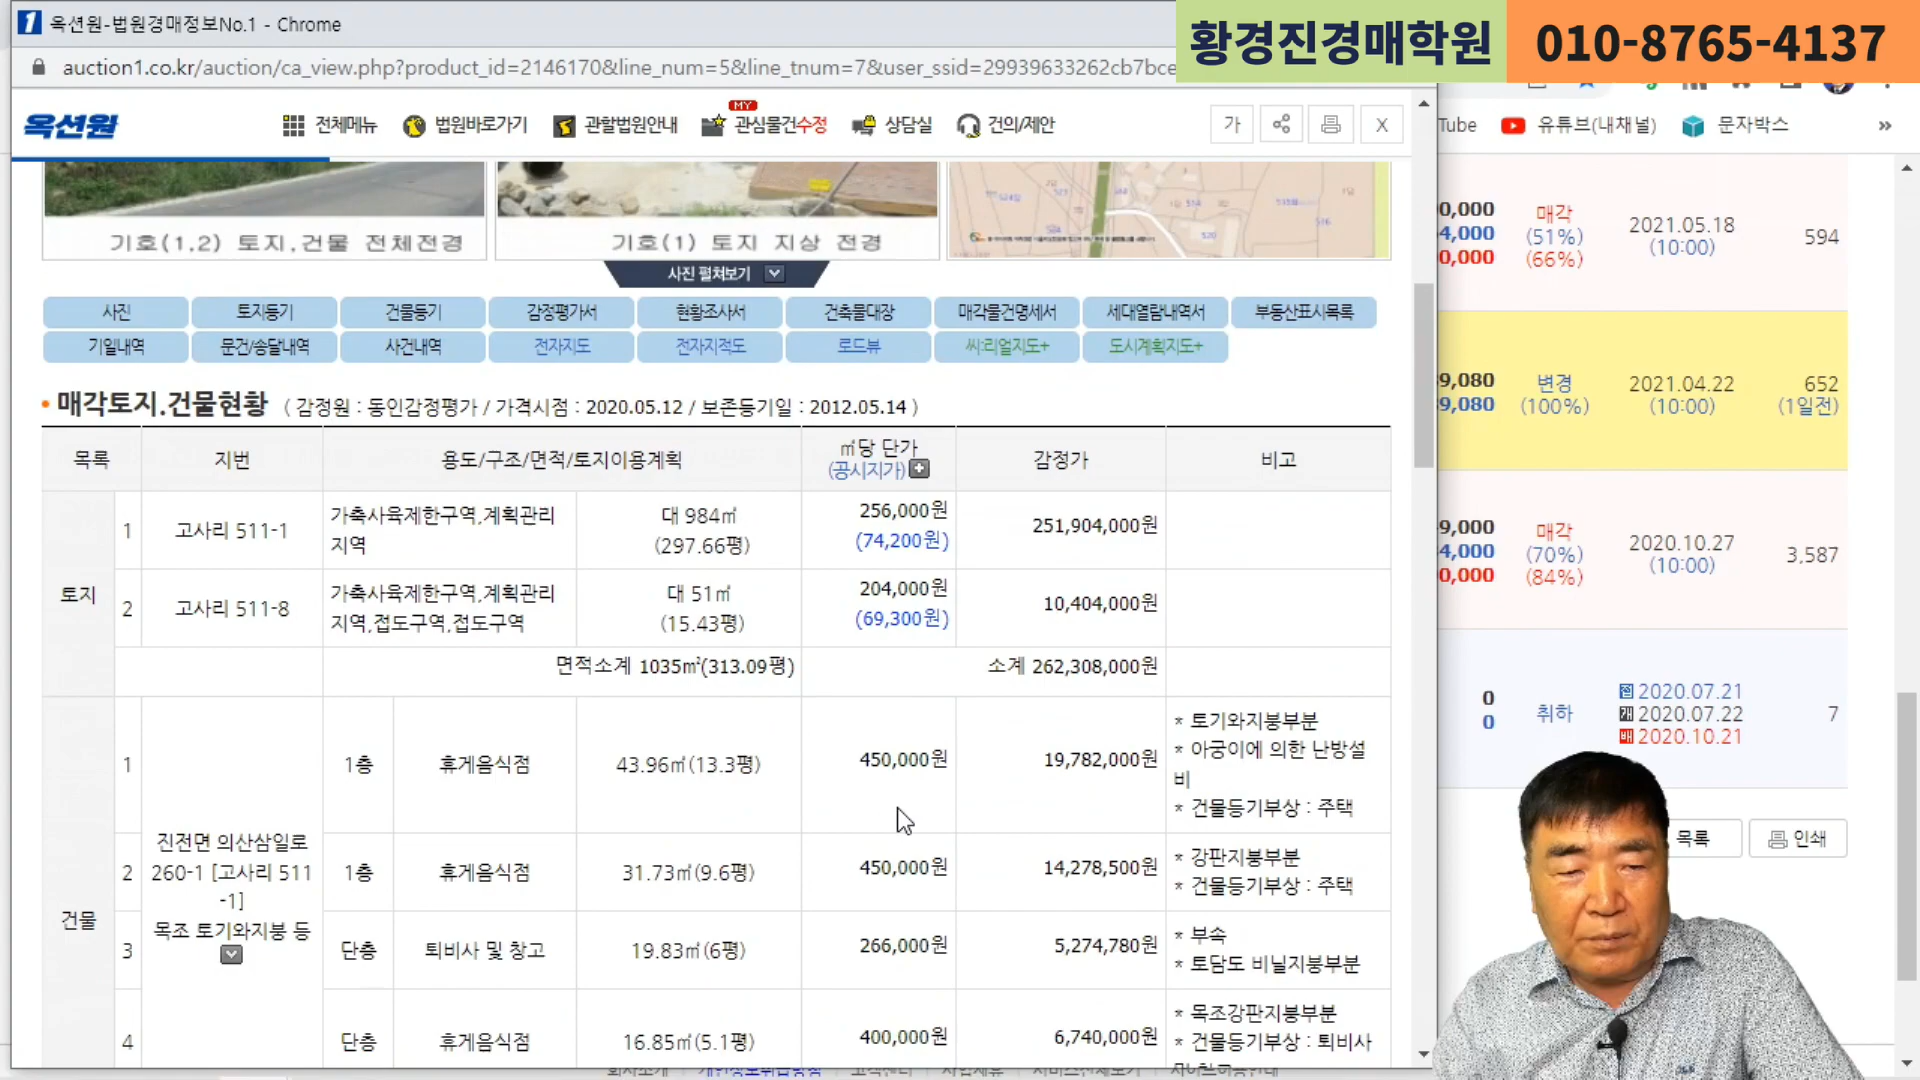 옥션원-법원경매정보No.1 - Chrome
황경진경매학원 010-8765-4137
auction1.co.kr/auction/ca_view.php?product_id=2146170&line_num=5&line_tnum=7&user_ssid=29939633262cb7bce
옥션원 전체메뉴 법원바로가기 관할법원안내 MY 관심물건수정 상담실 건의/제안 가 X
Tube 유튜브(내채널) 문자박스 »
기호(1,2) 토지,건물 전체전경
기호(1) 토지 지상 전경
사진 펼쳐보기
사진 토지등기 건물등기 감정평가서 현황조사서 건축물대장 매각물건명세서 세대열람내역서 부동산표시목록
기일내역 문건/송달내역 사건내역 전자지도 전자지적도 로드뷰 씨:리얼지도+ 도시계획지도+
• 매각토지.건물현황 ( 감정원 : 동인감정평가 / 가격시점 : 2020.05.12 / 보존등기일 : 2012.05.14 )
목록 지번 용도/구조/면적/토지이용계획 ㎡당 단가 (공시지가) 감정가 비고
토지
1 고사리 511-1 가축사육제한구역,계획관리 대 984㎡ 256,000원 251,904,000원
지역 (297.66평) (74,200원)
2 고사리 511-8 가축사육제한구역,계획관리 대 51㎡ 204,000원 10,404,000원
지역,접도구역,접도구역 (15.43평) (69,300원)
면적소계 1035㎡(313.09평) 소계 262,308,000원
건물
진전면 의산삼일로
260-1 [고사리 511
-1]
목조 토기와지붕 등
1 1층 휴게음식점 43.96㎡(13.3평) 450,000원 19,782,000원
* 토기와지붕부분
* 아궁이에 의한 난방설
비
* 건물등기부상 : 주택
2 1층 휴게음식점 31.73㎡(9.6평) 450,000원 14,278,500원
* 강판지붕부분
* 건물등기부상 : 주택
3 단층 퇴비사 및 창고 19.83㎡(6평) 266,000원 5,274,780원
* 부속
* 토담도 비닐지붕부분
4 단층 휴게음식점 16.85㎡(5.1평) 400,000원 6,740,000원
* 목조강판지붕부분
* 건물등기부상 : 퇴비사
0,000 매각 2021.05.18 594
4,000 (51%) (10:00)
0,000 (66%)
9,080 변경 2021.04.22 652
9,080 (100%) (10:00) (1일전)
9,000 매각 2020.10.27 3,587
4,000 (70%) (10:00)
0,000 (84%)
0 취하 2020.07.21 7
0 2020.07.22
배 2020.10.21
목록 인쇄